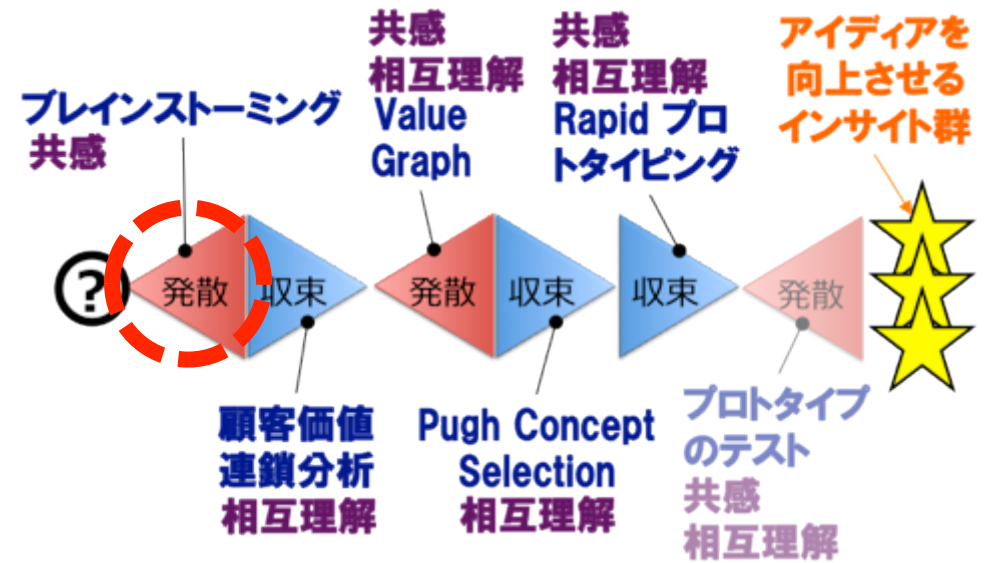 共感
相互理解
Value
Graph
共感
相互理解
Rapid プロ
トタイピング
アイディアを
向上させる
インサイト群
ブレインストーミング
共感
?
発散
収束
発散
収束
収束
発散
顧客価値
連鎖分析
相互理解
Pugh Concept
Selection
相互理解
プロトタイプ
のテスト
共感
相互理解